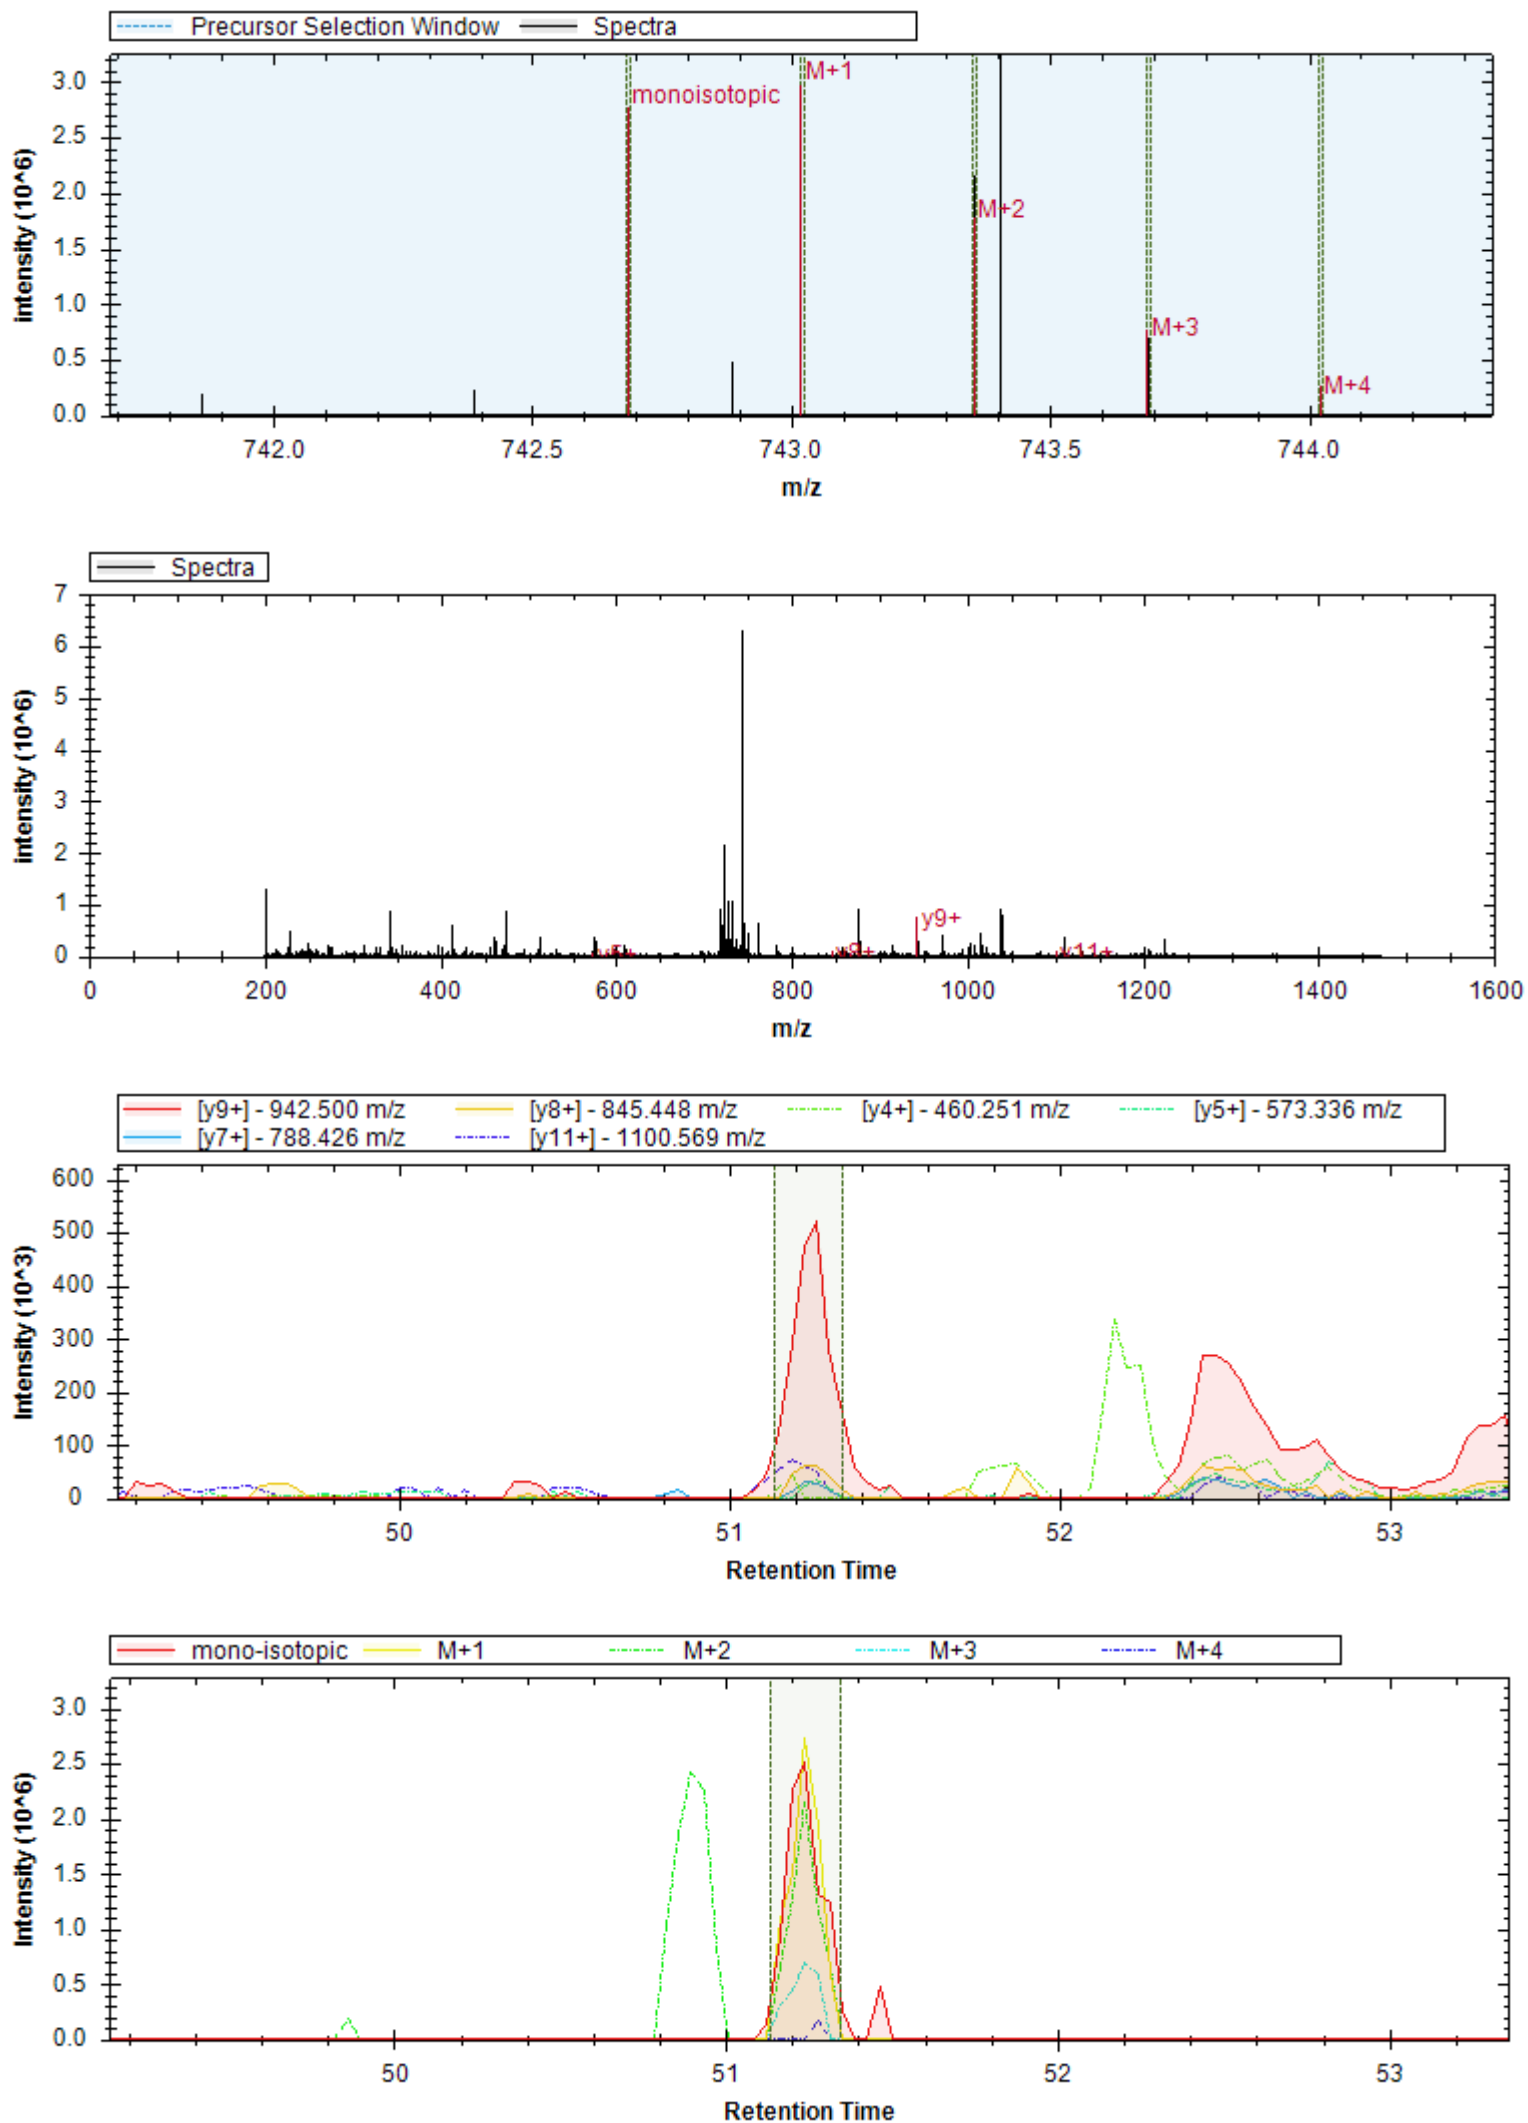 Precursor Selection Window Spectra
3.0
2.5
2.0
1.5
1.0
0.5
0.0
intensity (10^6)
monoisotopic
M+1
M+2
M+3
M+4
742.0 742.5 743.0 743.5 744.0
m/z
Spectra
7
6
5
4
3
2
1
0
intensity (10^6)
y9+
y11+
0 200 400 600 800 1000 1200 1400 1600
m/z
[y9+] - 942.500 m/z [y8+] - 845.448 m/z [y4+] - 460.251 m/z [y5+] - 573.336 m/z
[y7+] - 788.426 m/z [y11+] - 1100.569 m/z
600
500
400
300
200
100
0
Intensity (10^3)
50 51 52 53
Retention Time
mono-isotopic M+1 M+2 M+3 M+4
3.0
2.5
2.0
1.5
1.0
0.5
0.0
Intensity (10^6)
50 51 52 53
Retention Time